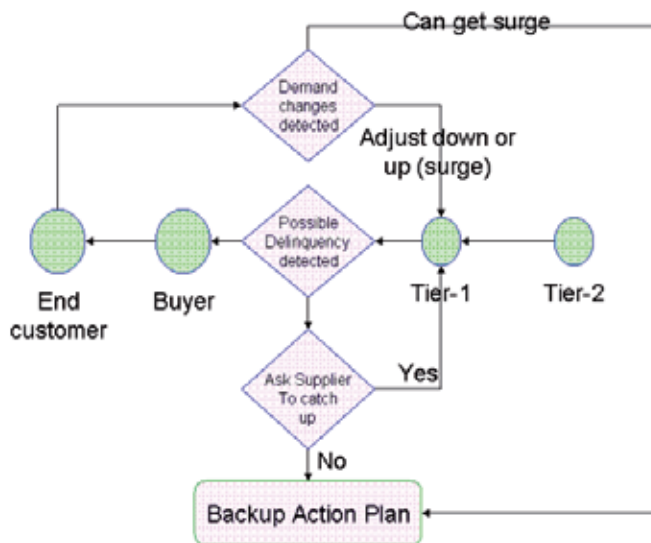 Can get surge
Demand
changes
detected
Adjust down or
up (surge)
Possible
Delinquency
detected
End
customer
Buyer
Tier-1
Tier-2
Ask Supplier
To catch
up
Yes
No
Backup Action Plan